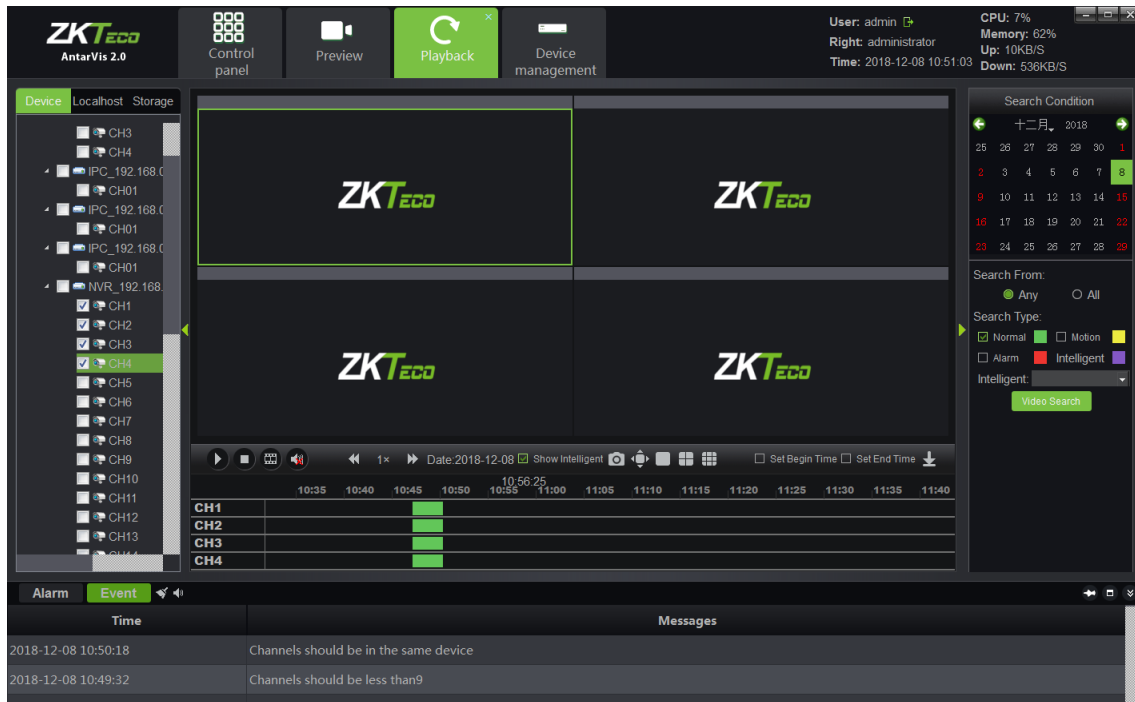 ZKTeco
AntarVis 2.0
Control panel
Preview
Playback
Device management
User: admin
Right: administrator
Time: 2018-12-08 10:51:03
CPU: 7%
Memory: 62%
Up: 10KB/S
Down: 536KB/S
Device Localhost Storage
CH3
CH4
IPC_192.168.0
CH01
IPC_192.168.0
CH01
IPC_192.168.0
CH01
NVR_192.168.
CH1
CH2
CH3
CH4
CH5
CH6
CH7
CH8
CH9
CH10
CH11
CH12
CH13
CH14
ZKTeco
ZKTeco
ZKTeco
ZKTeco
1× Date:2018-12-08 Show Intelligent Set Begin Time Set End Time
10:56:25
10:35 10:40 10:45 10:50 10:55 11:00 11:05 11:10 11:15 11:20 11:25 11:30 11:35 11:40
CH1
CH2
CH3
CH4
Search Condition
十二月 2018
25 26 27 28 29 30 1
2 3 4 5 6 7 8
9 10 11 12 13 14 15
16 17 18 19 20 21 22
23 24 25 26 27 28 29
Search From:
Any All
Search Type:
Normal Motion
Alarm Intelligent
Intelligent:
Video Search
Alarm Event
Time Messages
2018-12-08 10:50:18 Channels should be in the same device
2018-12-08 10:49:32 Channels should be less than9